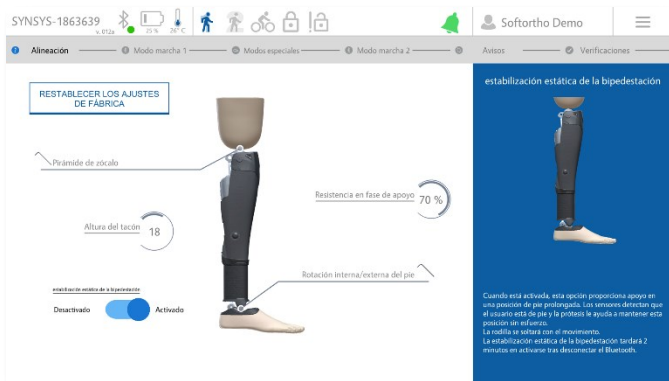 SYNSYS-1863639
v. 012a
25 %
26° C
Softortho Demo
Alineación
Modo marcha 1
Modos especiales
Modo marcha 2
Avisos
Verificaciones
RESTABLECER LOS AJUSTES
DE FÁBRICA
Pirámide de zócalo
Altura del tacón
18
Resistencia en fase de apoyo
70 %
Rotación interna/externa del pie
estabilización estática de la bipedestación
Desactivado
Activado
estabilización estática de la bipedestación
Cuando está activada, esta opción proporciona apoyo en
una posición de pie prolongada. Los sensores detectan que
el usuario está de pie y la prótesis le ayuda a mantener esta
posición sin esfuerzo.
La rodilla se soltará con el movimiento.
La estabilización estática de la bipedestación tardará 2
minutos en activarse tras desconectar el Bluetooth.